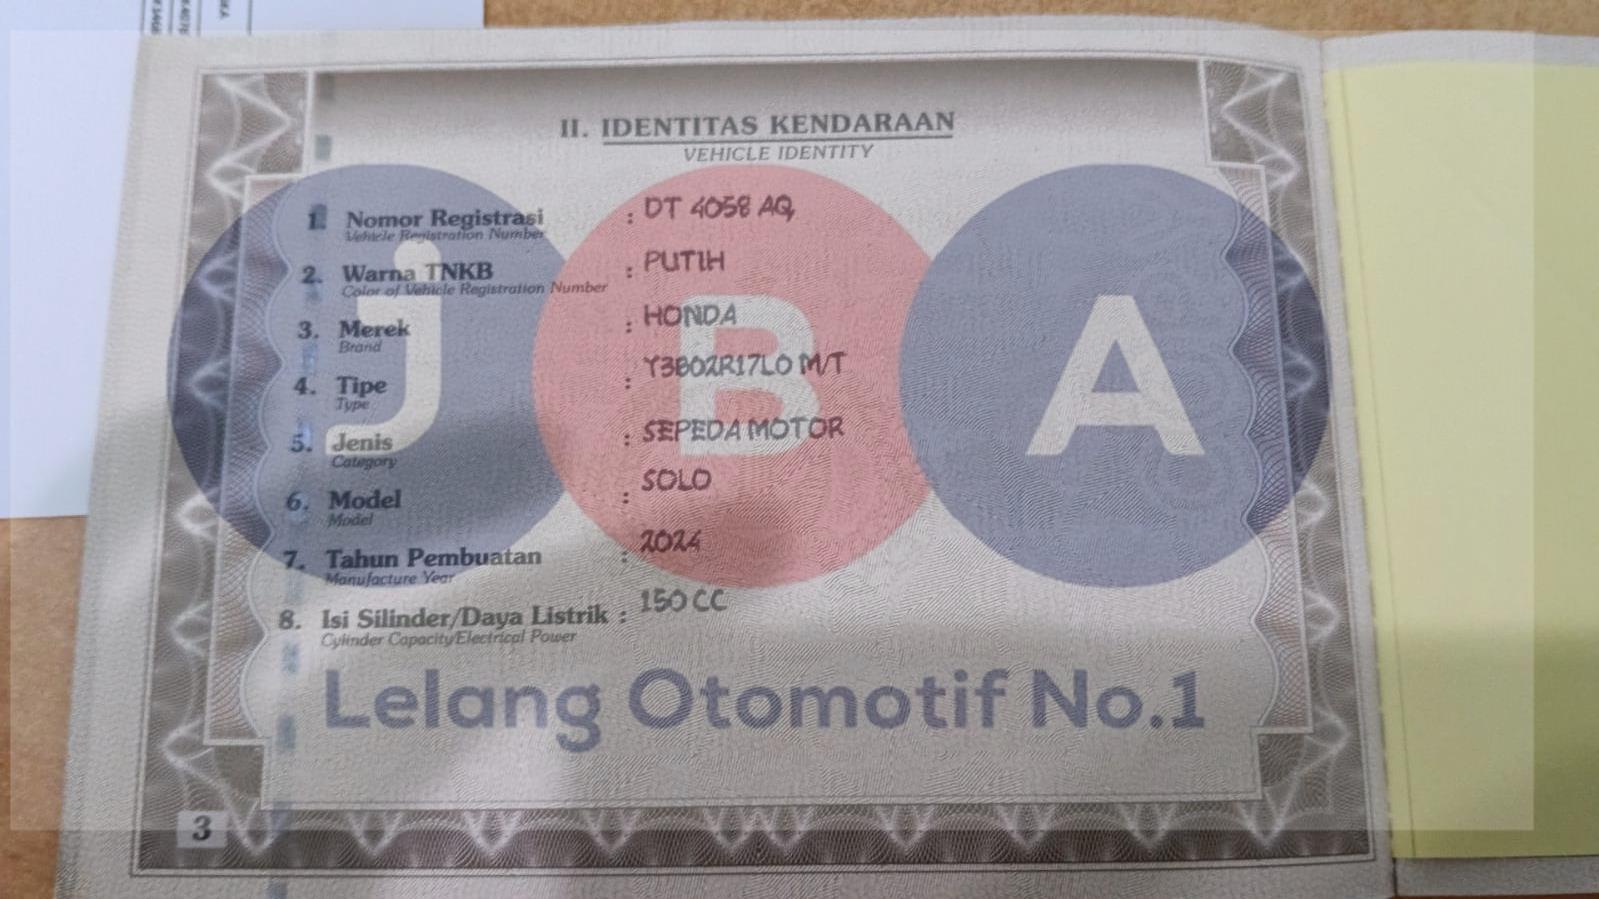 II. IDENTITAS KENDARAAN
VEHICLE IDENTITY
1. Nomor Registrasi : DT 4058 AQ
Vehicle Registration Number
2. Warna TNKB : PUTIH
Color of Vehicle Registration Number
3. Merek : HONDA
Brand
4. Tipe : Y3B02R17L0 M/T
Type
5. Jenis : SEPEDA MOTOR
Category
6. Model : SOLO
Model
7. Tahun Pembuatan : 2024
Manufacture Year
8. Isi Silinder/Daya Listrik : 150 CC
Cylinder Capacity/Electrical Power
JBA
Lelang Otomotif No.1
3